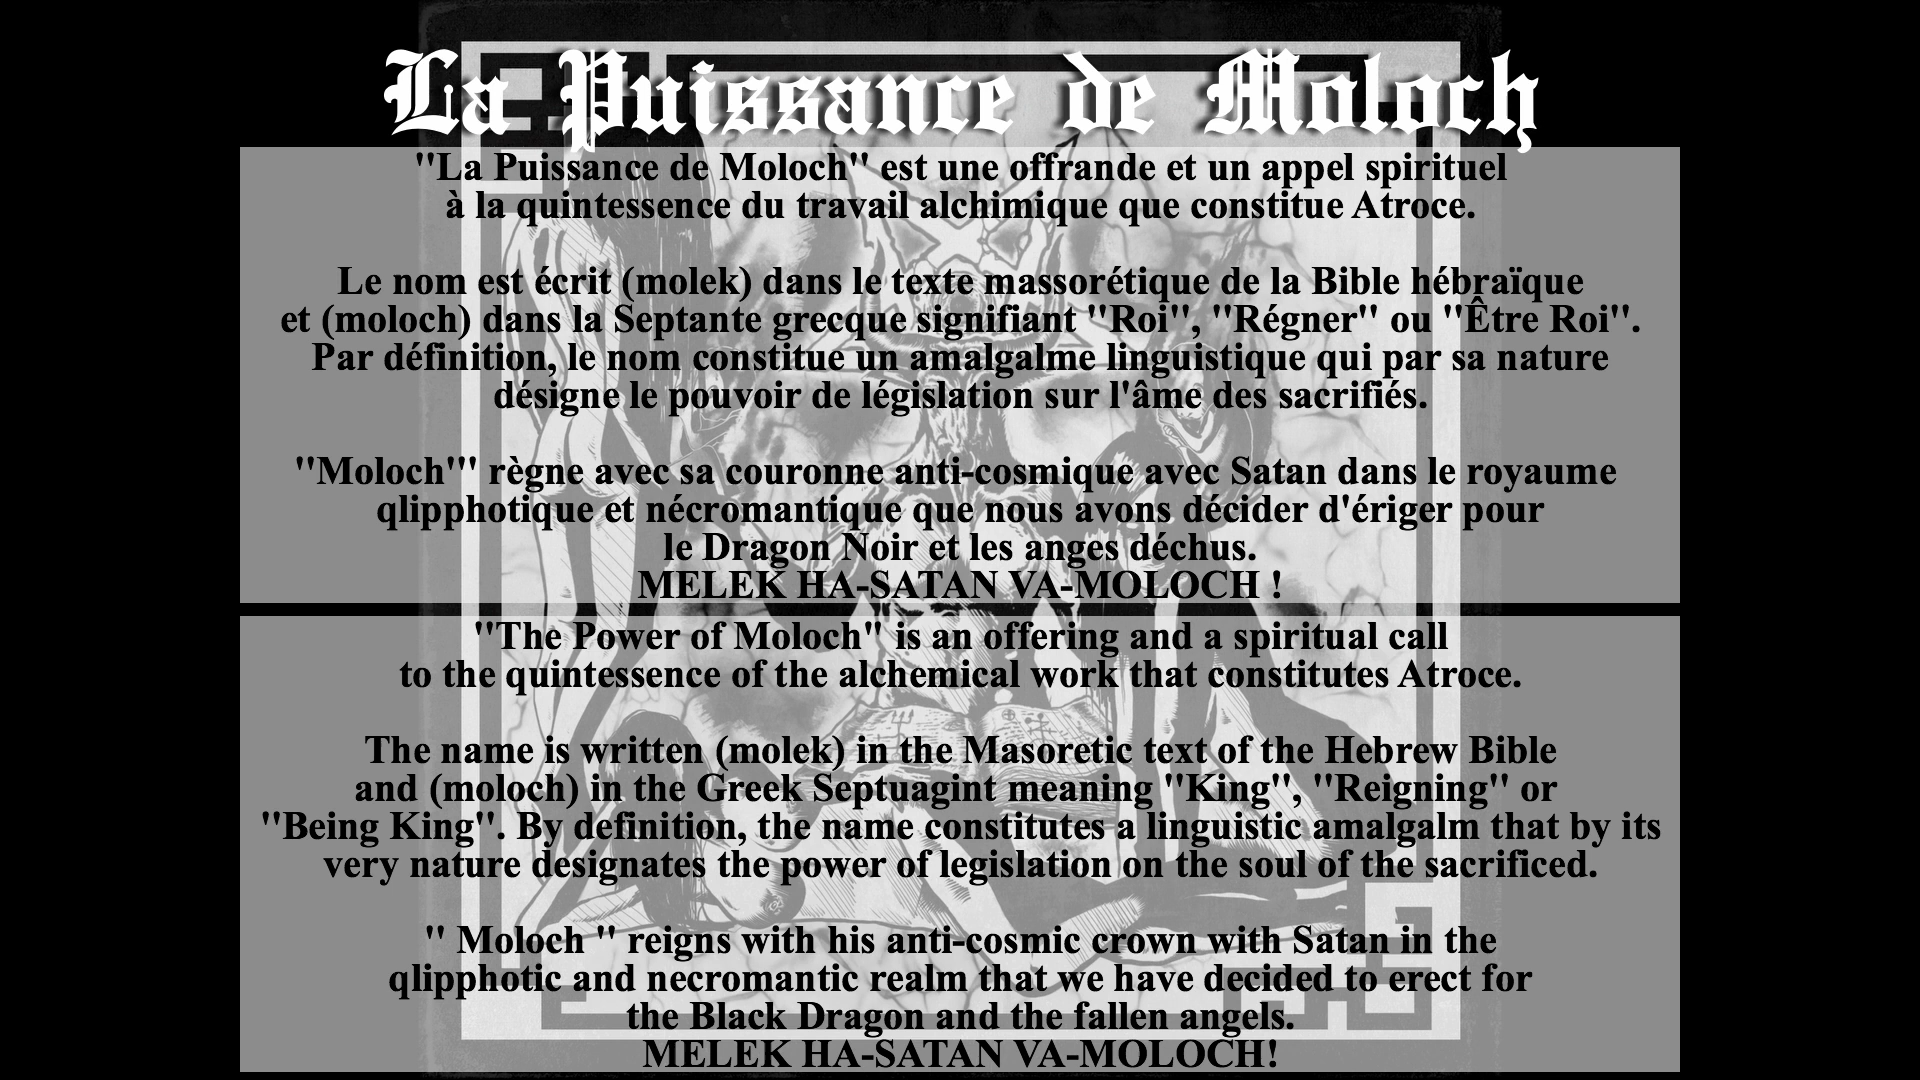 La Puissance de Moloch
"La Puissance de Moloch" est une offrande et un appel spirituel
à la quintessence du travail alchimique que constitue Atroce.
Le nom est écrit (molek) dans le texte massorétique de la Bible hébraïque
et (moloch) dans la Septante grecque signifiant "Roi", "Régner" ou "Être Roi".
Par définition, le nom constitue un amalgalme linguistique qui par sa nature
désigne le pouvoir de législation sur l'âme des sacrifiés.
"Moloch"' règne avec sa couronne anti-cosmique avec Satan dans le royaume
qlipphotique et nécromantique que nous avons décider d'ériger pour
le Dragon Noir et les anges déchus.
MELEK HA-SATAN VA-MOLOCH !
"The Power of Moloch" is an offering and a spiritual call
to the quintessence of the alchemical work that constitutes Atroce.
The name is written (molek) in the Masoretic text of the Hebrew Bible
and (moloch) in the Greek Septuagint meaning "King", "Reigning" or
"Being King". By definition, the name constitutes a linguistic amalgalm that by its
very nature designates the power of legislation on the soul of the sacrificed.
" Moloch " reigns with his anti-cosmic crown with Satan in the
qlipphotic and necromantic realm that we have decided to erect for
the Black Dragon and the fallen angels.
MELEK HA-SATAN VA-MOLOCH!